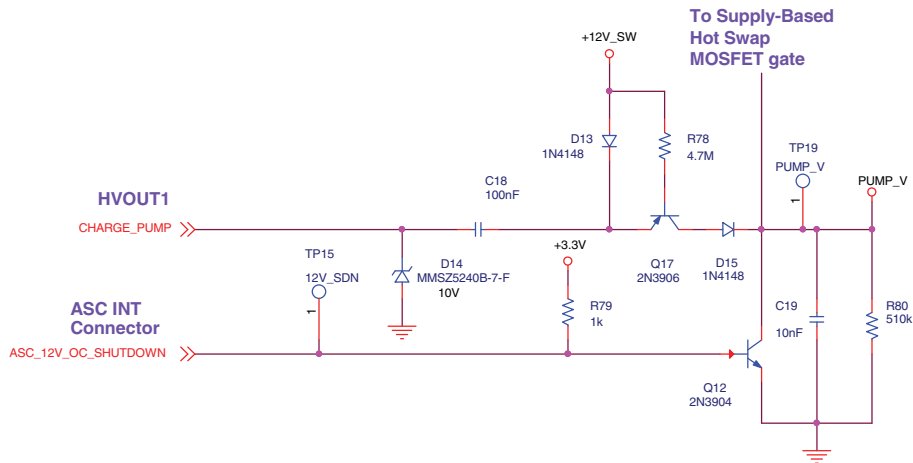 To Supply-Based
Hot Swap
MOSFET gate
+12V_SW
D13
1N4148
R78
4.7M
TP19
PUMP_V
1
PUMP_V
HVOUT1
CHARGE_PUMP
C18
100nF
TP15
12V_SDN
1
D14
MMSZ5240B-7-F
10V
+3.3V
Q17
2N3906
D15
1N4148
R79
1k
C19
10nF
R80
510k
ASC INT
Connector
ASC_12V_OC_SHUTDOWN
Q12
2N3904